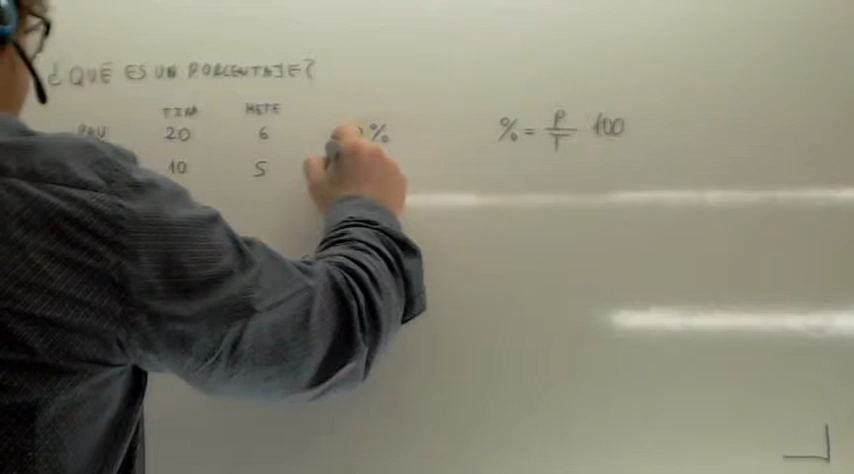 ¿QUÉ ES UN PORCENTAJE?
TIRA METE
PAU 20 6 %
10 5
% = P/T 100